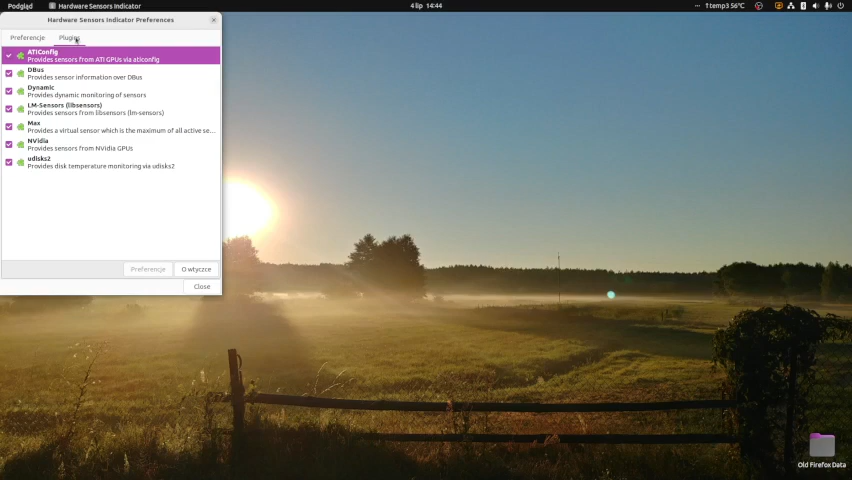 Podgląd
Hardware Sensors Indicator
4 lip 14:44
temp3 56°C
Hardware Sensors Indicator Preferences
Preferencje
Plugins
ATIConfig
Provides sensors from ATI GPUs via aticonfig
DBus
Provides sensor information over DBus
Dynamic
Provides dynamic monitoring of sensors
LM-Sensors (libsensors)
Provides sensors from libsensors (lm-sensors)
Max
Provides a virtual sensor which is the maximum of all active se...
NVidia
Provides sensors from NVidia GPUs
udisks2
Provides disk temperature monitoring via udisks2
Preferencje
O wtyczce
Close
Old Firefox Data